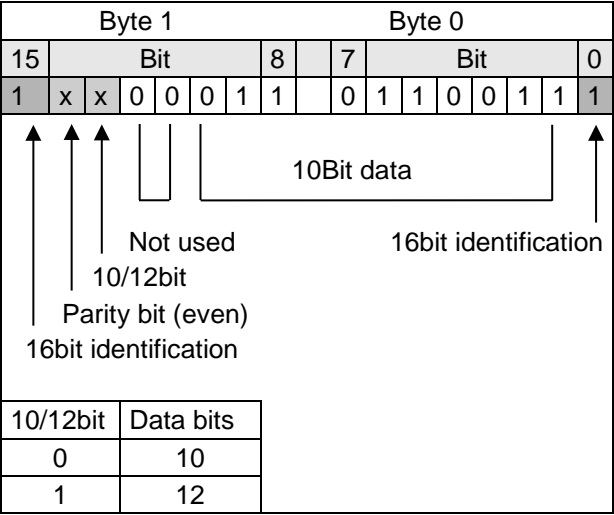 Byte 1 Byte 0
15 Bit 8 7 Bit 0
1 x x 0 0 0 1 1 0 1 1 0 0 1 1 1
10Bit data
Not used 16bit identification
10/12bit
Parity bit (even)
16bit identification
10/12bit Data bits
0 10
1 12